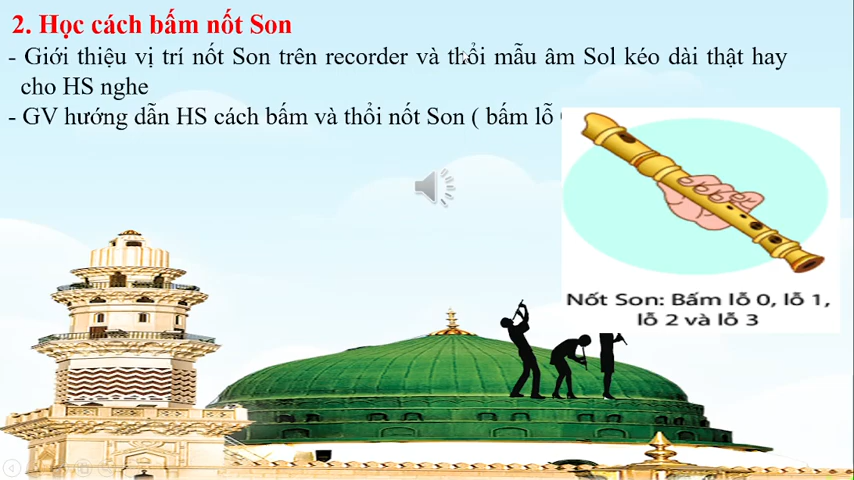 2. Học cách bấm nốt Son
- Giới thiệu vị trí nốt Son trên recorder và thổi mẫu âm Sol kéo dài thật hay
cho HS nghe
- GV hướng dẫn HS cách bấm và thổi nốt Son ( bấm lỗ
Nốt Son: Bấm lỗ 0, lỗ 1,
lỗ 2 và lỗ 3